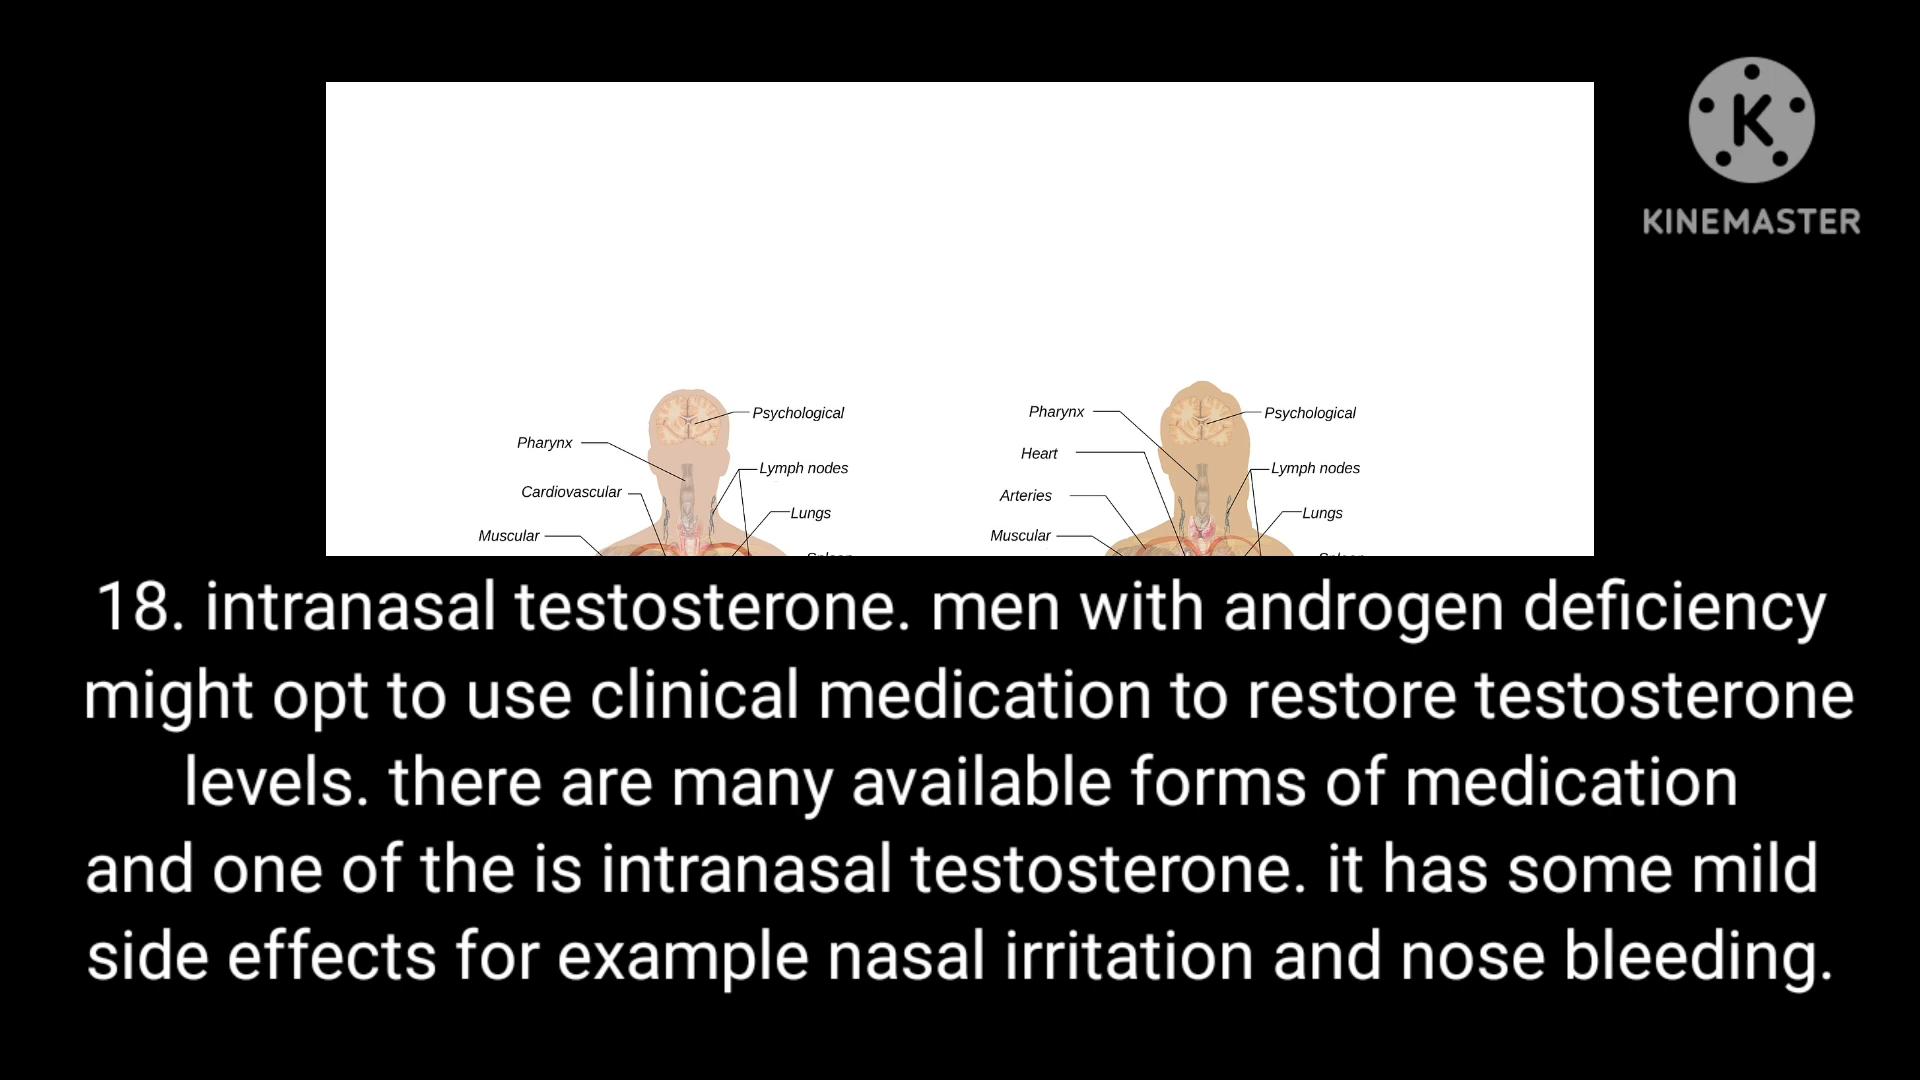 K
KINEMASTER
Psychological
Pharynx
Lymph nodes
Cardiovascular
Lungs
Muscular
Pharynx
Psychological
Heart
Lymph nodes
Arteries
Lungs
Muscular
18. intranasal testosterone. men with androgen deficiency
might opt to use clinical medication to restore testosterone
levels. there are many available forms of medication
and one of the is intranasal testosterone. it has some mild
side effects for example nasal irritation and nose bleeding.